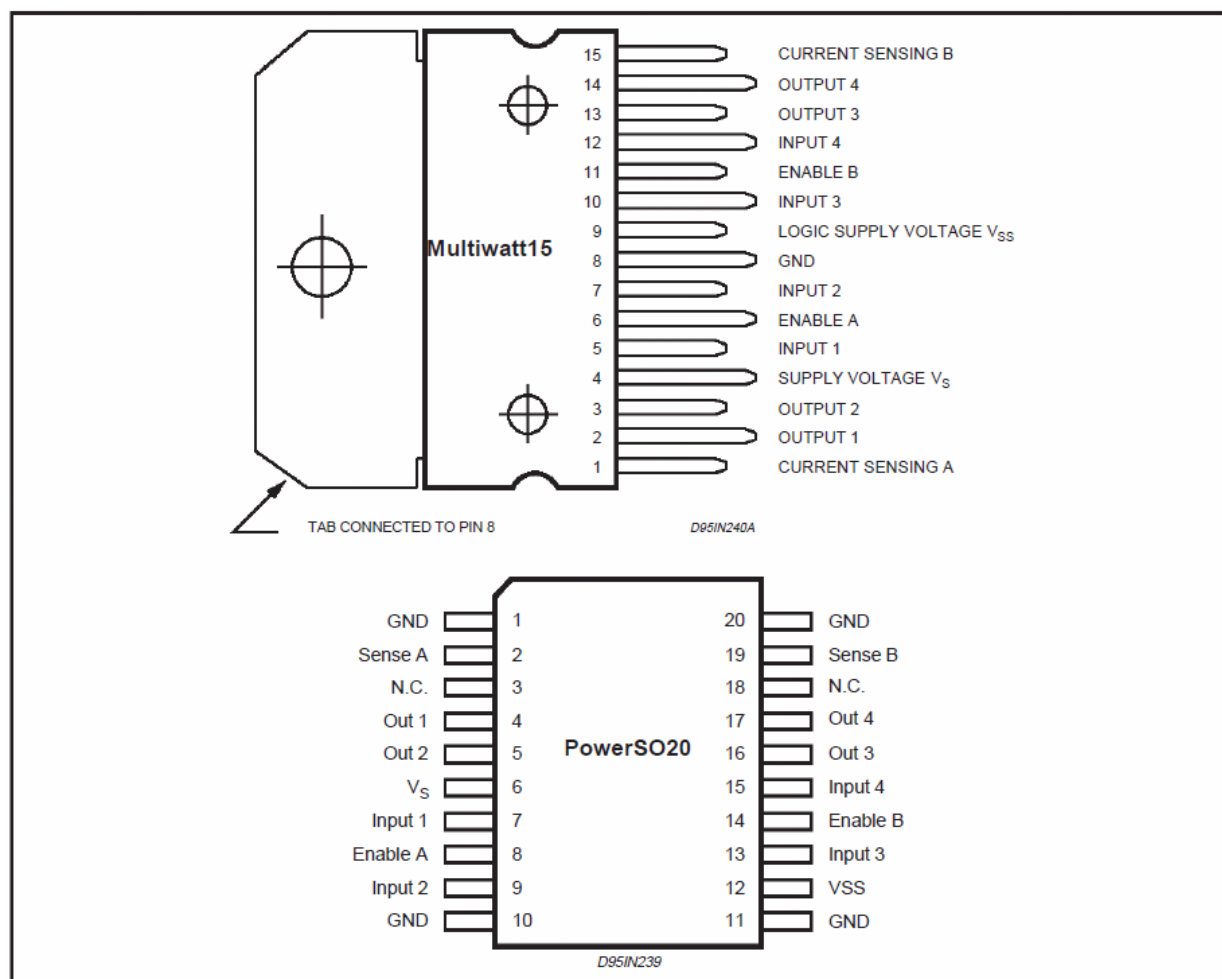 15 CURRENT SENSING B
14 OUTPUT 4
13 OUTPUT 3
12 INPUT 4
11 ENABLE B
10 INPUT 3
9 LOGIC SUPPLY VOLTAGE VSS
Multiwatt15
8 GND
7 INPUT 2
6 ENABLE A
5 INPUT 1
4 SUPPLY VOLTAGE VS
3 OUTPUT 2
2 OUTPUT 1
1 CURRENT SENSING A
TAB CONNECTED TO PIN 8
D95IN240A
GND 1 20 GND
Sense A 2 19 Sense B
N.C. 3 18 N.C.
Out 1 4 17 Out 4
Out 2 5 PowerSO20 16 Out 3
VS 6 15 Input 4
Input 1 7 14 Enable B
Enable A 8 13 Input 3
Input 2 9 12 VSS
GND 10 11 GND
D95IN239